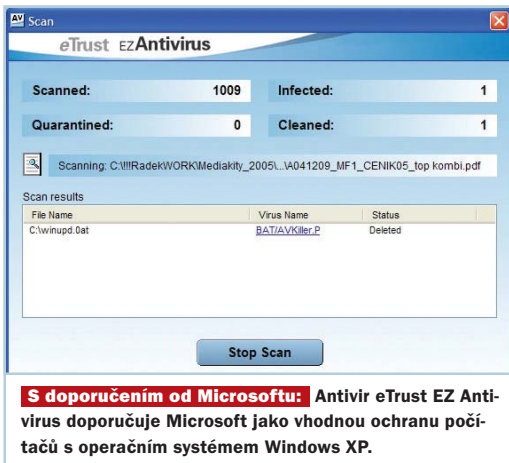 AV Scan
eTrust EZAntivirus
Scanned: 1009 Infected: 1
Quarantined: 0 Cleaned: 1
Scanning: C:\!!!RadekWORK\Mediakity_2005\...\A041209_MF1_CENIK05_top kombi.pdf
Scan results
File Name Virus Name Status
C:\winupd.0at BAT/AVKiller.P Deleted
Stop Scan
S doporučením od Microsoftu: Antivir eTrust EZ Anti-
virus doporučuje Microsoft jako vhodnou ochranu počí-
tačů s operačním systémem Windows XP.